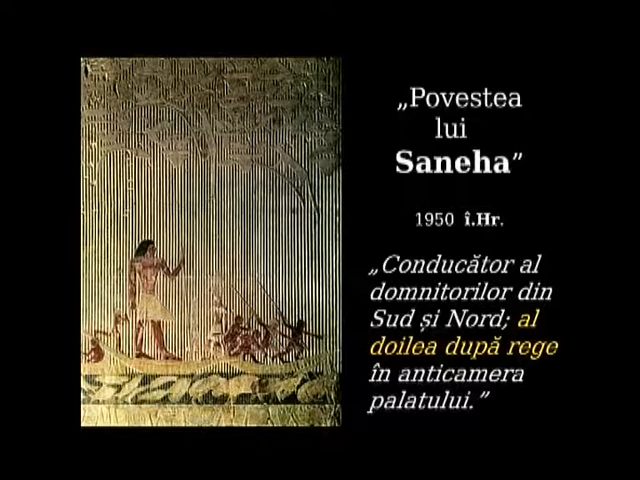 „Povestea
lui
Saneha”
1950 î.Hr.
„Conducător al
domnitorilor din
Sud și Nord; al
doilea după rege
în anticamera
palatului.”